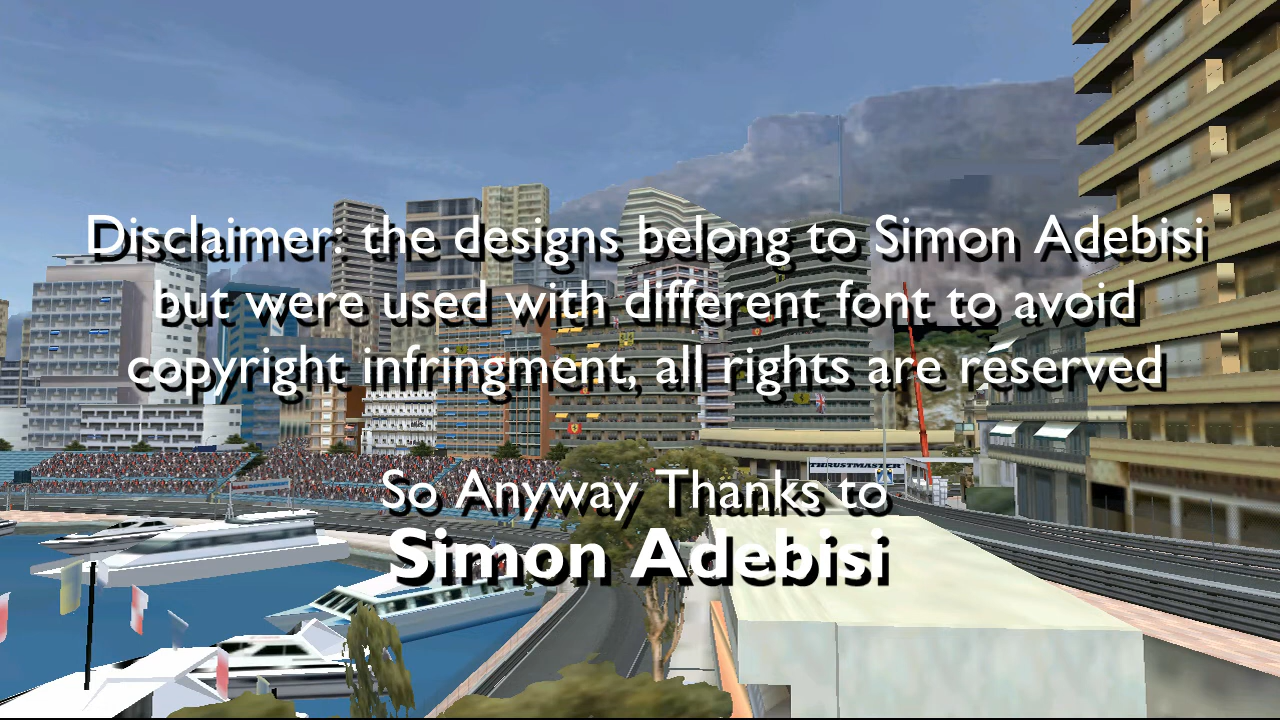 Disclaimer: the designs belong to Simon Adebisi
but were used with different font to avoid
copyright infringment, all rights are reserved
THRUSTMASTER
So Anyway Thanks to
Simon Adebisi